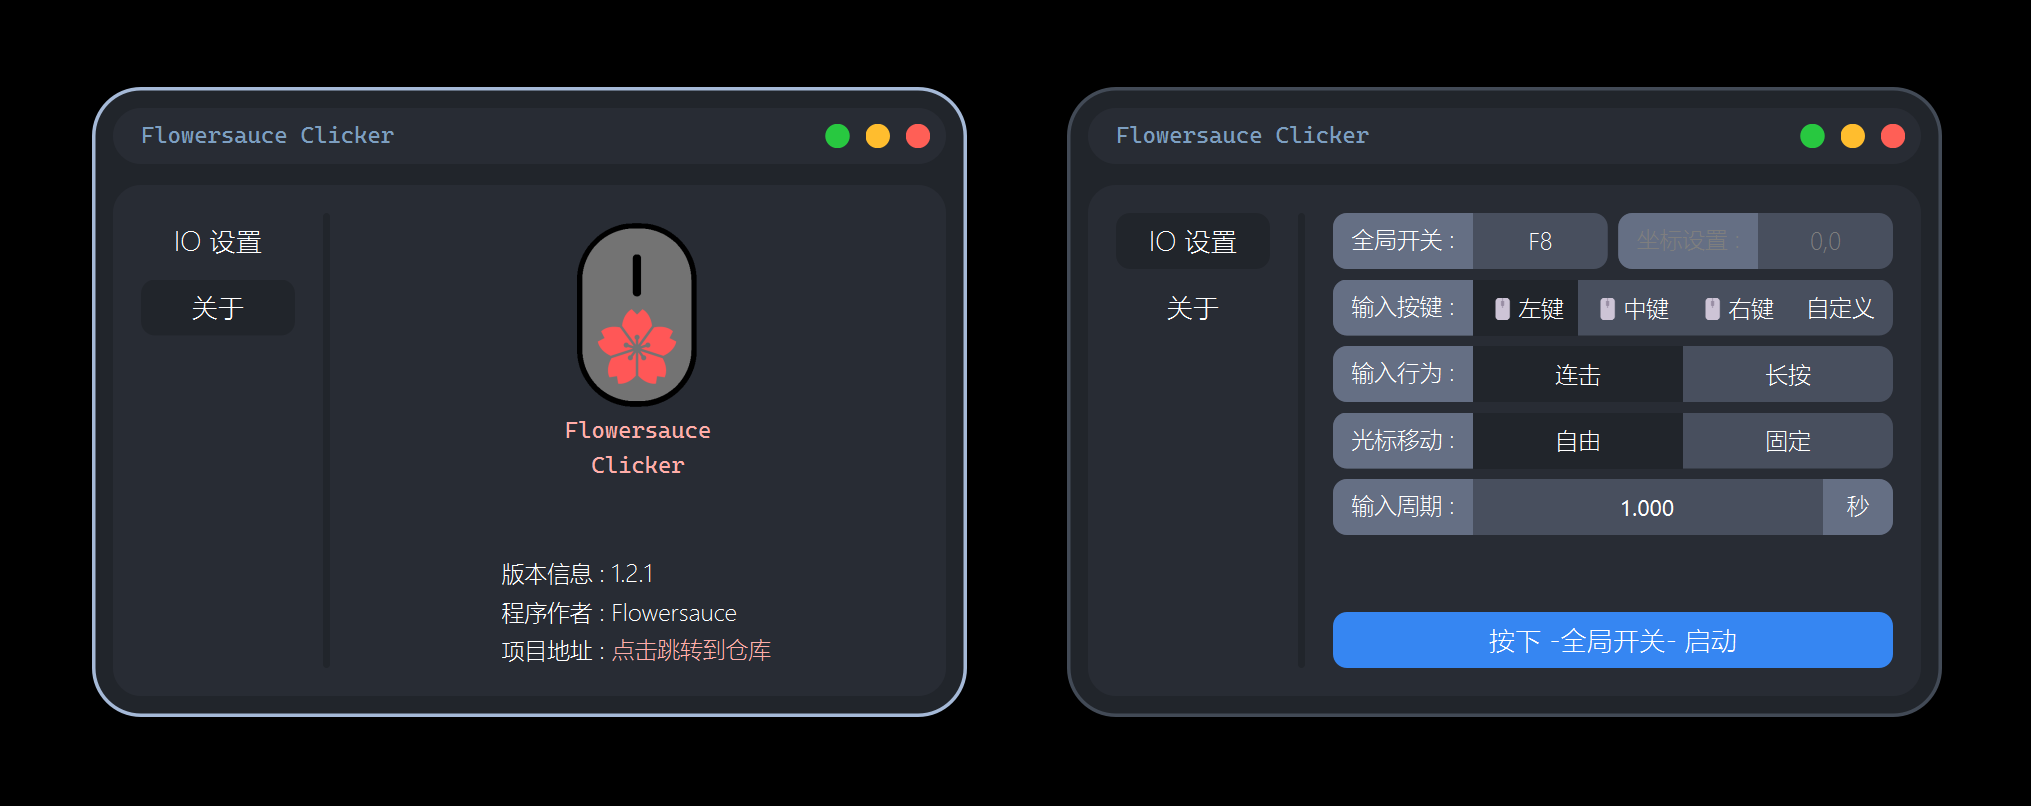 Flowersauce Clicker
IO 设置
关于
Flowersauce
Clicker
版本信息 : 1.2.1
程序作者 : Flowersauce
项目地址 : 点击跳转到仓库
Flowersauce Clicker
IO 设置
关于
全局开关 : F8 坐标设置 : 0,0
输入按键 : 左键 中键 右键 自定义
输入行为 : 连击 长按
光标移动 : 自由 固定
输入周期 : 1.000 秒
按下 -全局开关- 启动